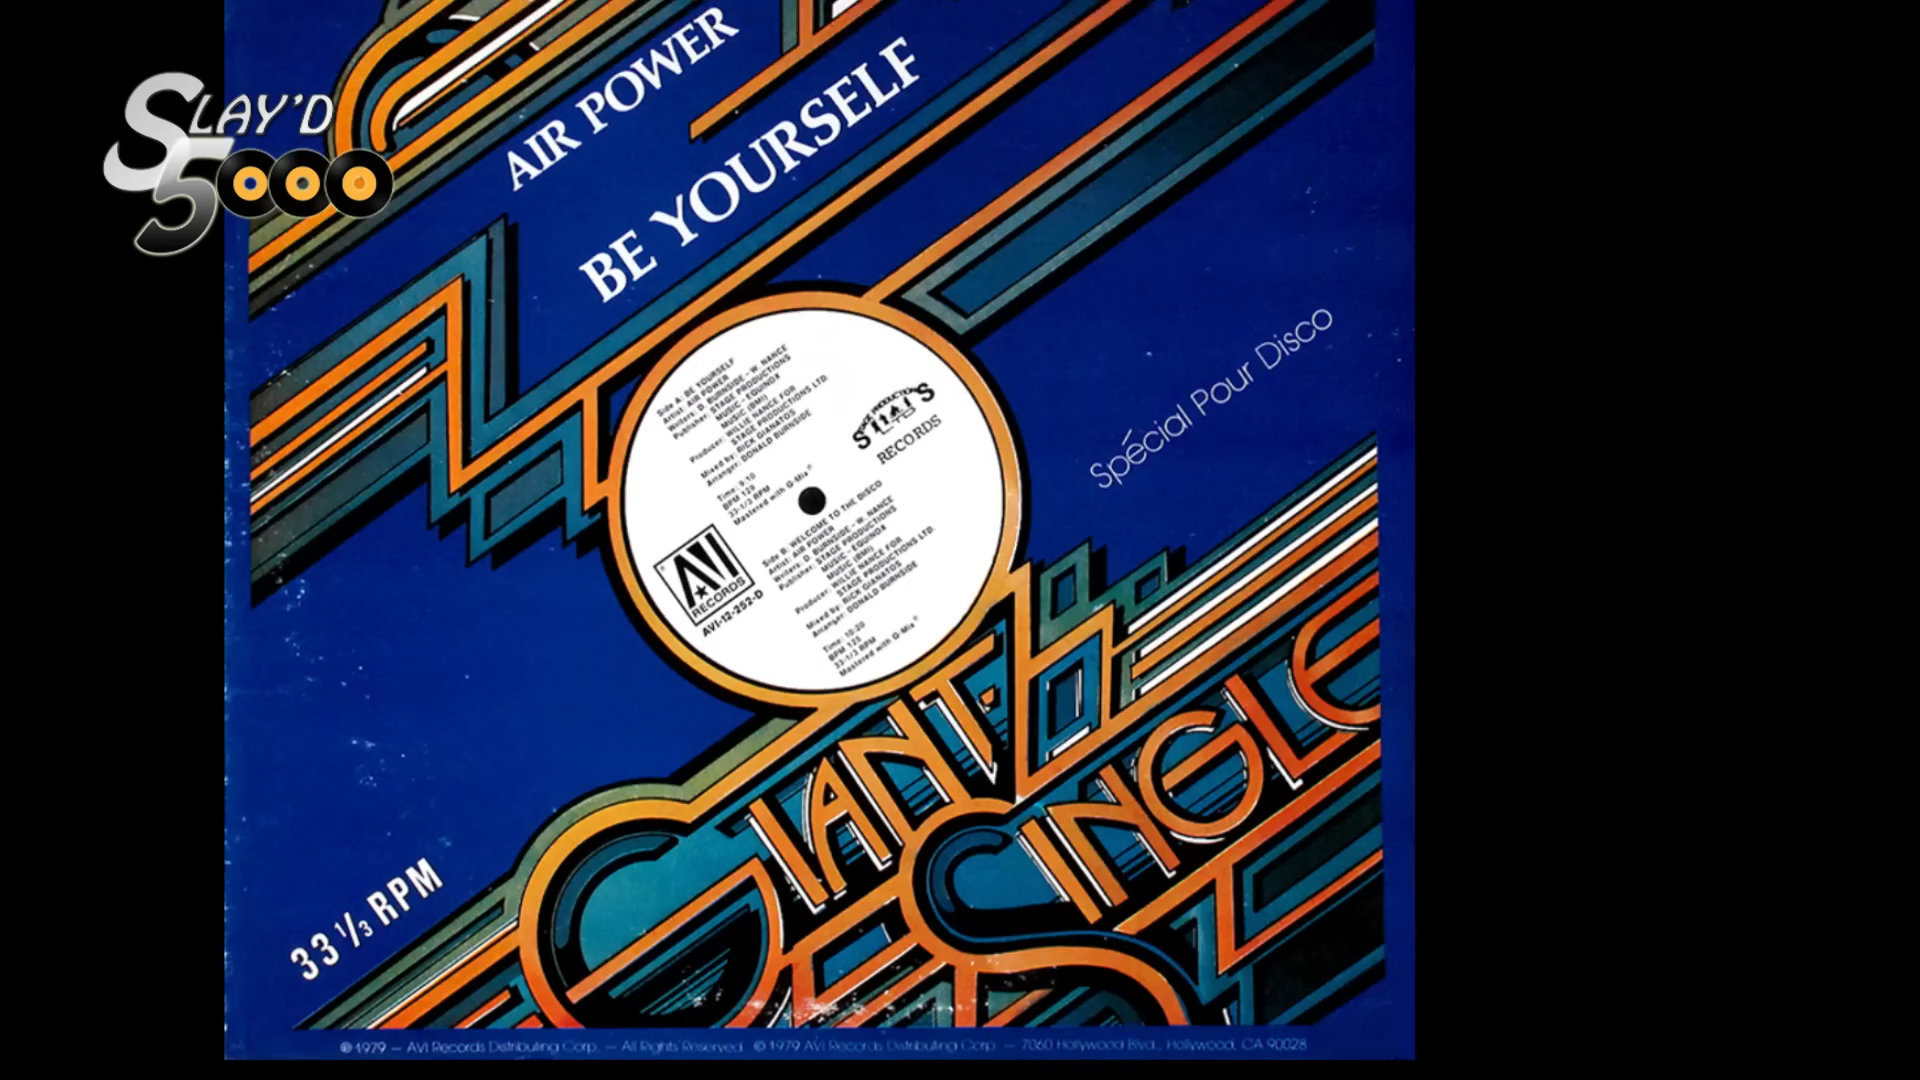 SLAY'D
5000
AIR POWER
BE YOURSELF
Side A: BE YOURSELF
Artist: AIR POWER
Writers: D. BURNSIDE - W. NANCE
Publisher: STAGE PRODUCTIONS
MUSIC - EQUINOX
MUSIC (BMI)
Producer: WILLIE NANCE FOR
STAGE PRODUCTIONS LTD.
Mixed by: RICK GIANATOS
Arranger: DONALD BURNSIDE
Time: 9:10
BPM 129
33-1/3 RPM
Mastered with Q-Mix®
STAGE PRODUCTIONS
STARS
RECORDS
Spécial Pour Disco
AVI
RECORDS
AVI-12-252-D
Side B: WELCOME TO THE DISCO
Artist: AIR POWER
Writers: D. BURNSIDE - W. NANCE
Publisher: STAGE PRODUCTIONS
MUSIC - EQUINOX
MUSIC (BMI)
Producer: WILLIE NANCE FOR
STAGE PRODUCTIONS LTD.
Mixed by: RICK GIANATOS
Arranger: DONALD BURNSIDE
Time: 10:20
BPM 125
33-1/3 RPM
Mastered with Q-Mix®
GIANT
SINGLE
33 1/3 RPM
℗ 1979 — AVI Records Distributing Corp. — All Rights Reserved © 1979 AVI Records Distributing Corp. — 7060 Hollywood Blvd., Hollywood, CA 90028